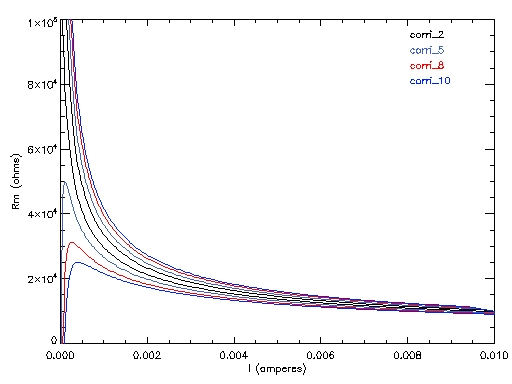 1×10⁵
8×10⁴
6×10⁴
4×10⁴
2×10⁴
0
Rm (ohms)
corri_2
corri_5
corri_8
corri_10
0.000 0.002 0.004 0.006 0.008 0.010
I (amperes)